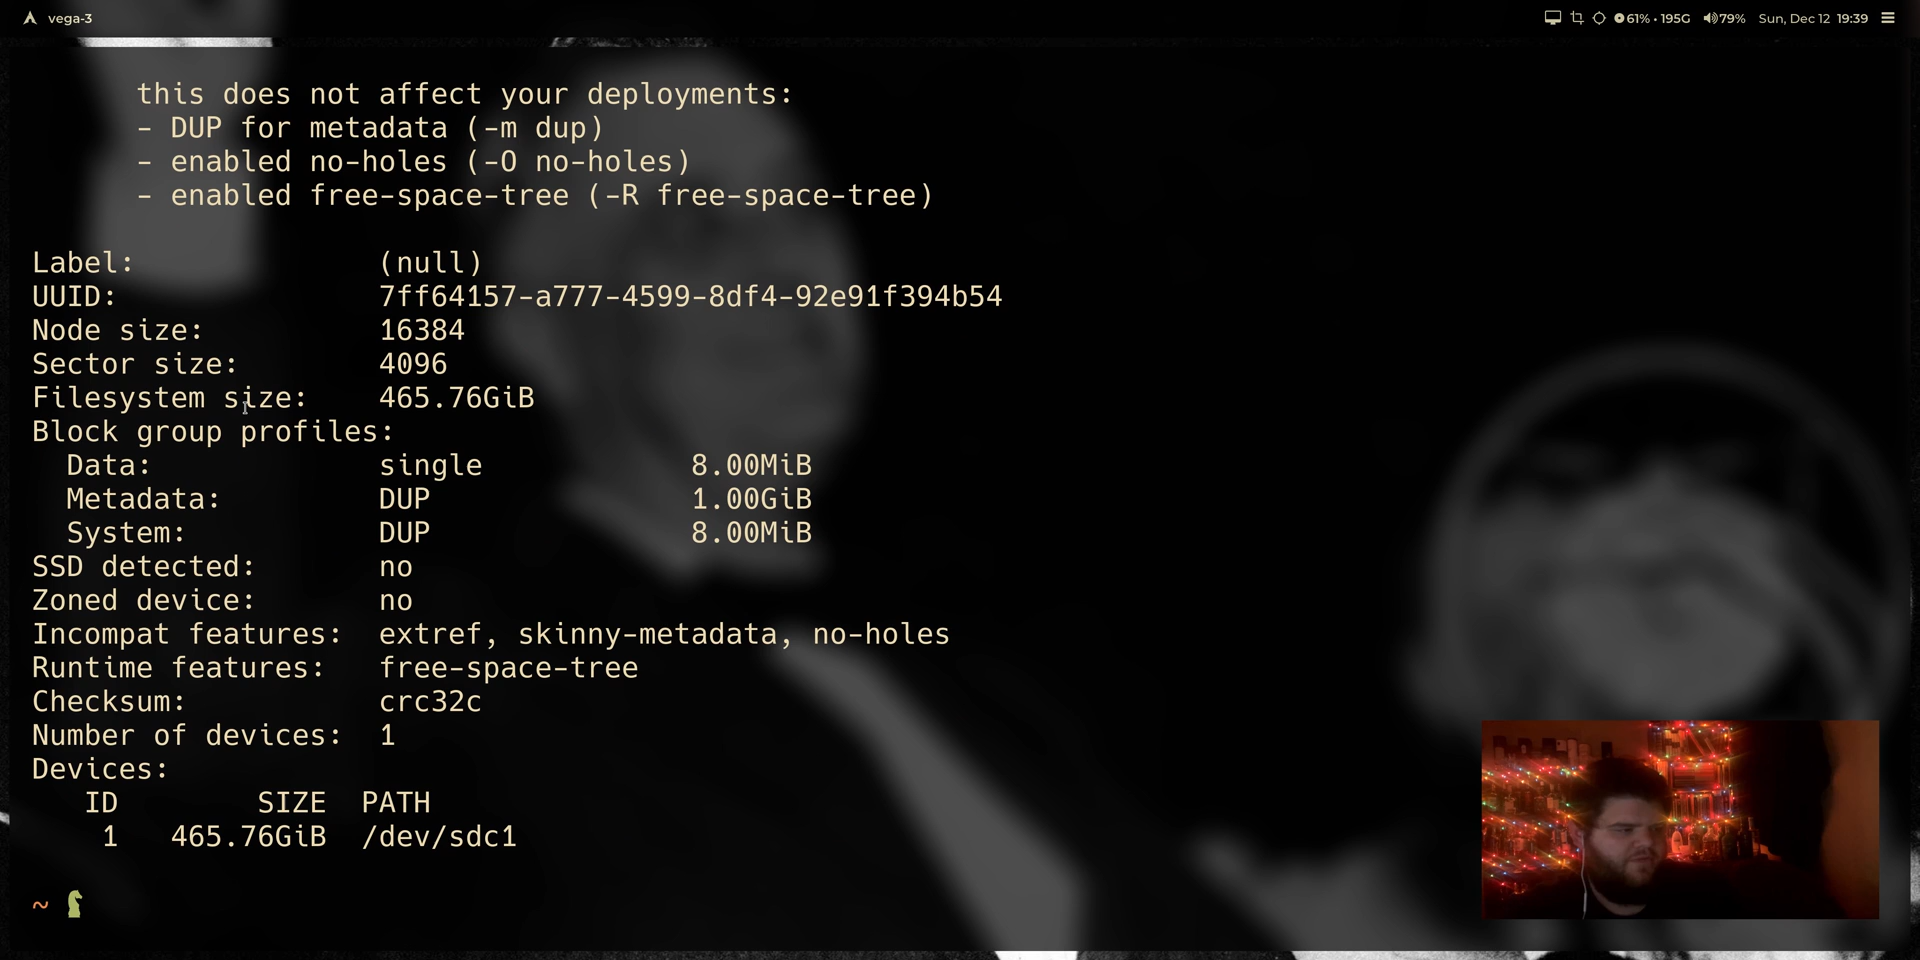 vega-3
61% • 195G 79% Sun, Dec 12 19:39
this does not affect your deployments:
- DUP for metadata (-m dup)
- enabled no-holes (-O no-holes)
- enabled free-space-tree (-R free-space-tree)
Label: (null)
UUID: 7ff64157-a777-4599-8df4-92e91f394b54
Node size: 16384
Sector size: 4096
Filesystem size: 465.76GiB
Block group profiles:
Data: single 8.00MiB
Metadata: DUP 1.00GiB
System: DUP 8.00MiB
SSD detected: no
Zoned device: no
Incompat features: extref, skinny-metadata, no-holes
Runtime features: free-space-tree
Checksum: crc32c
Number of devices: 1
Devices:
ID SIZE PATH
1 465.76GiB /dev/sdc1
~